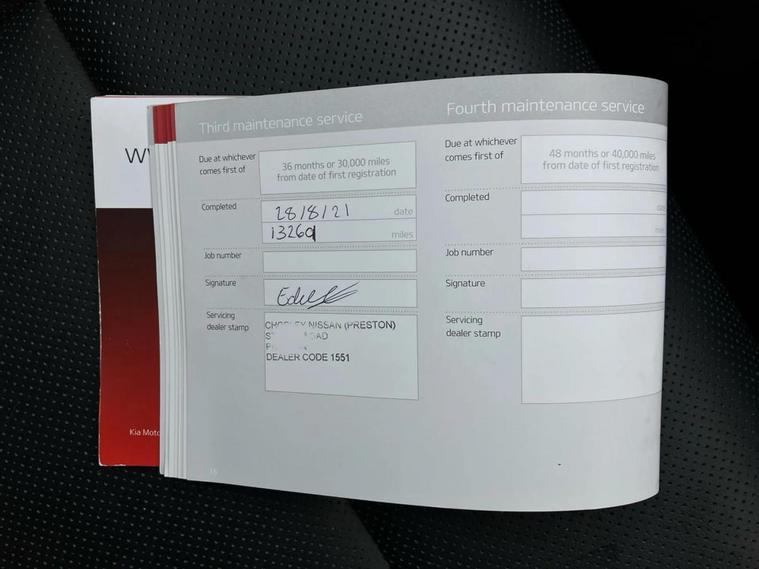 Third maintenance service
Due at whichever
comes first of
36 months or 30,000 miles
from date of first registration
Completed
28/8/21
date
miles
Job number
Signature
Servicing
dealer stamp
NISSAN (PRESTON)
DEALER CODE 1551
16
Fourth maintenance service
Due at whichever
comes first of
48 months or 40,000 miles
from date of first registration
Completed
Job number
Signature
Servicing
dealer stamp
Kia